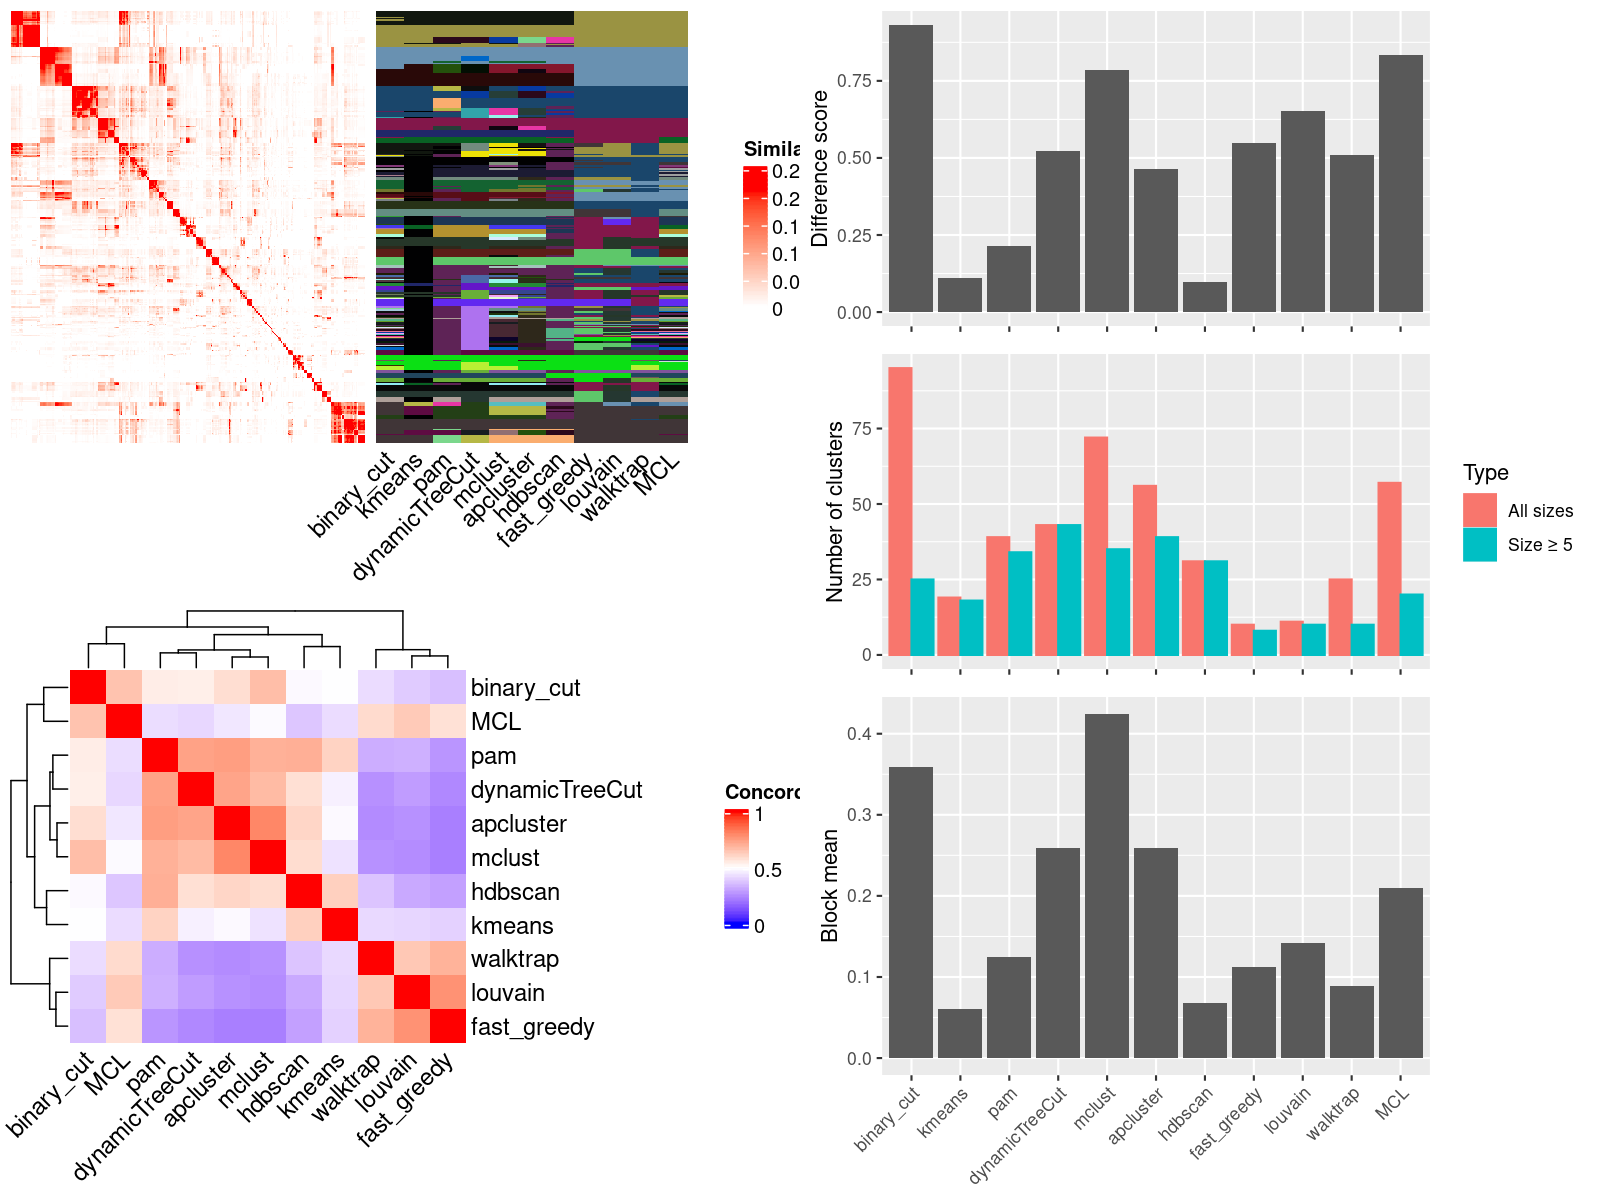 Simila
0.2
0.2
0.1
0.1
0.0
0
binary_cut
kmeans
pam
dynamicTreeCut
mclust
apcluster
hdbscan
fast_greedy
louvain
walktrap
MCL
binary_cut
MCL
pam
dynamicTreeCut
apcluster
mclust
hdbscan
kmeans
walktrap
louvain
fast_greedy
binary_cut
MCL
pam
dynamicTreeCut
apcluster
mclust
hdbscan
kmeans
walktrap
louvain
fast_greedy
Concord
1
0.5
0
Difference score
0.75
0.50
0.25
0.00
Number of clusters
75
50
25
0
Type
All sizes
Size ≥ 5
Block mean
0.4
0.3
0.2
0.1
0.0
binary_cut
kmeans
pam
dynamicTreeCut
mclust
apcluster
hdbscan
fast_greedy
louvain
walktrap
MCL